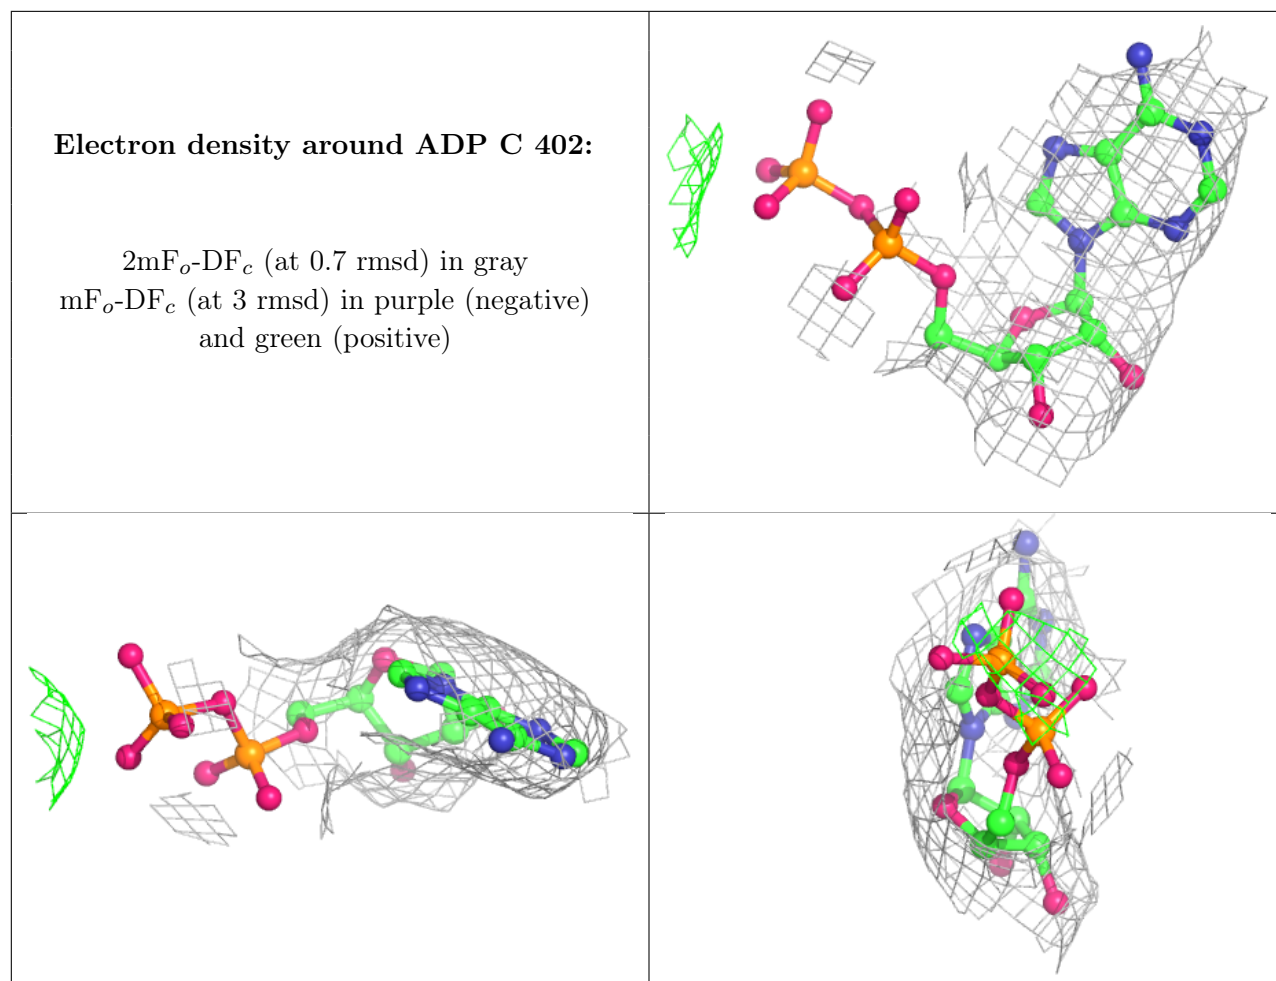 Electron density around ADP C 402:
2mFo-DFc (at 0.7 rmsd) in gray
mFo-DFc (at 3 rmsd) in purple (negative)
and green (positive)